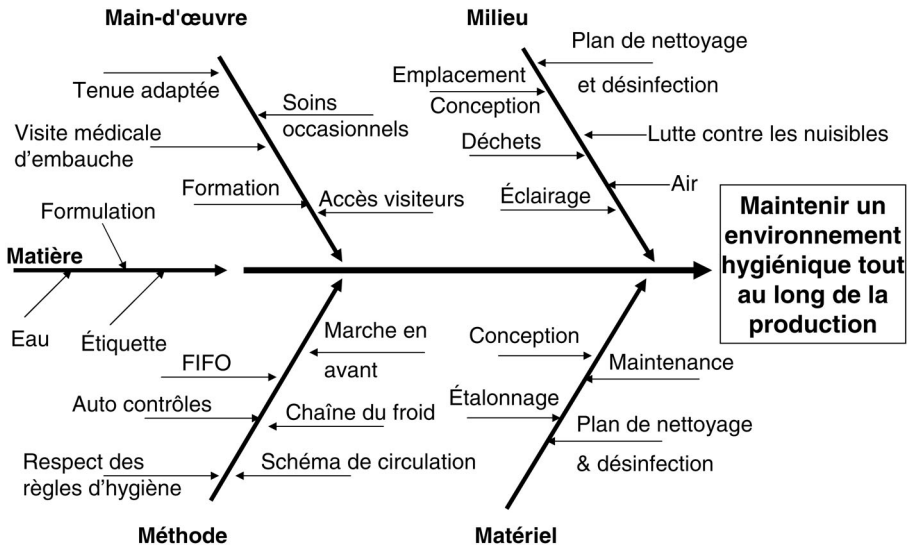 Main-d'œuvre
Milieu
Tenue adaptée
Soins
occasionnels
Visite médicale
d’embauche
Formation
Accès visiteurs
Plan de nettoyage
et désinfection
Emplacement
Conception
Lutte contre les nuisibles
Déchets
Air
Éclairage
Formulation
Matière
Eau
Étiquette
Maintenir un
environnement
hygiénique tout
au long de la
production
Marche en
avant
FIFO
Auto contrôles
Chaîne du froid
Respect des
règles d’hygiène
Schéma de circulation
Conception
Maintenance
Étalonnage
Plan de nettoyage
& désinfection
Méthode
Matériel